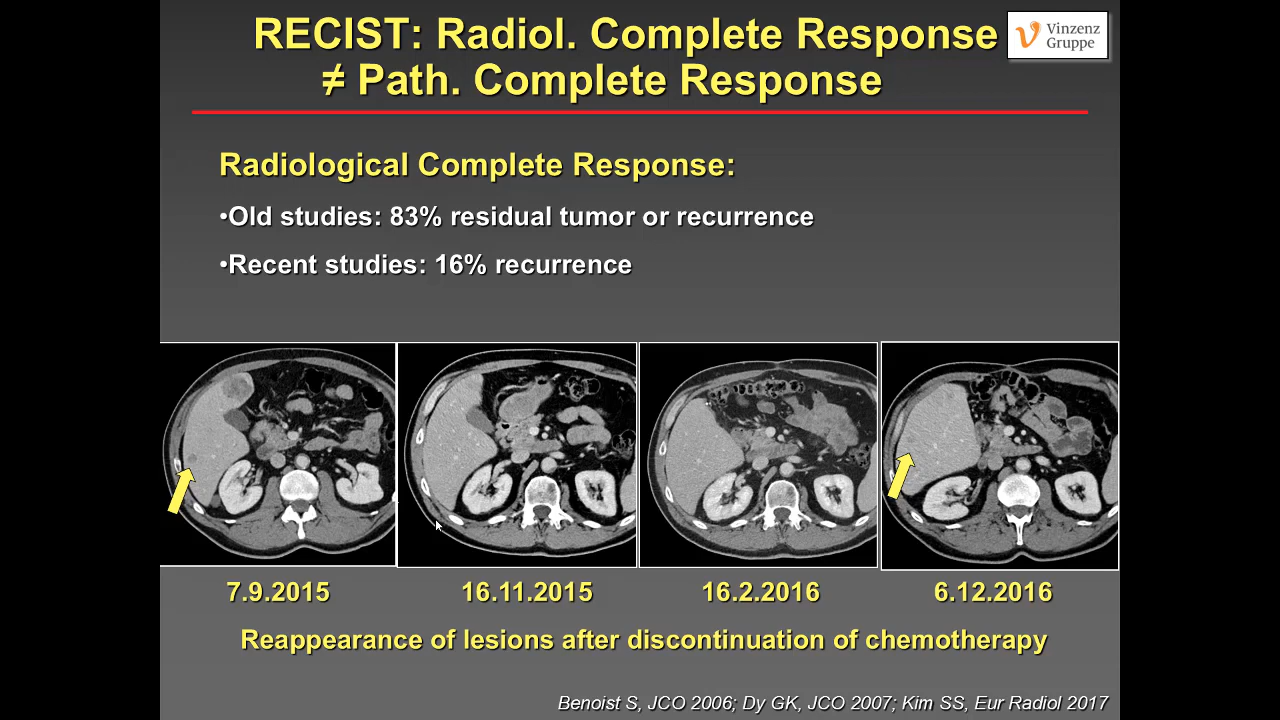 RECIST: Radiol. Complete Response
≠ Path. Complete Response
Vinzenz
Gruppe
Radiological Complete Response:
•Old studies: 83% residual tumor or recurrence
•Recent studies: 16% recurrence
7.9.2015
16.11.2015
16.2.2016
6.12.2016
Reappearance of lesions after discontinuation of chemotherapy
Benoist S, JCO 2006; Dy GK, JCO 2007; Kim SS, Eur Radiol 2017